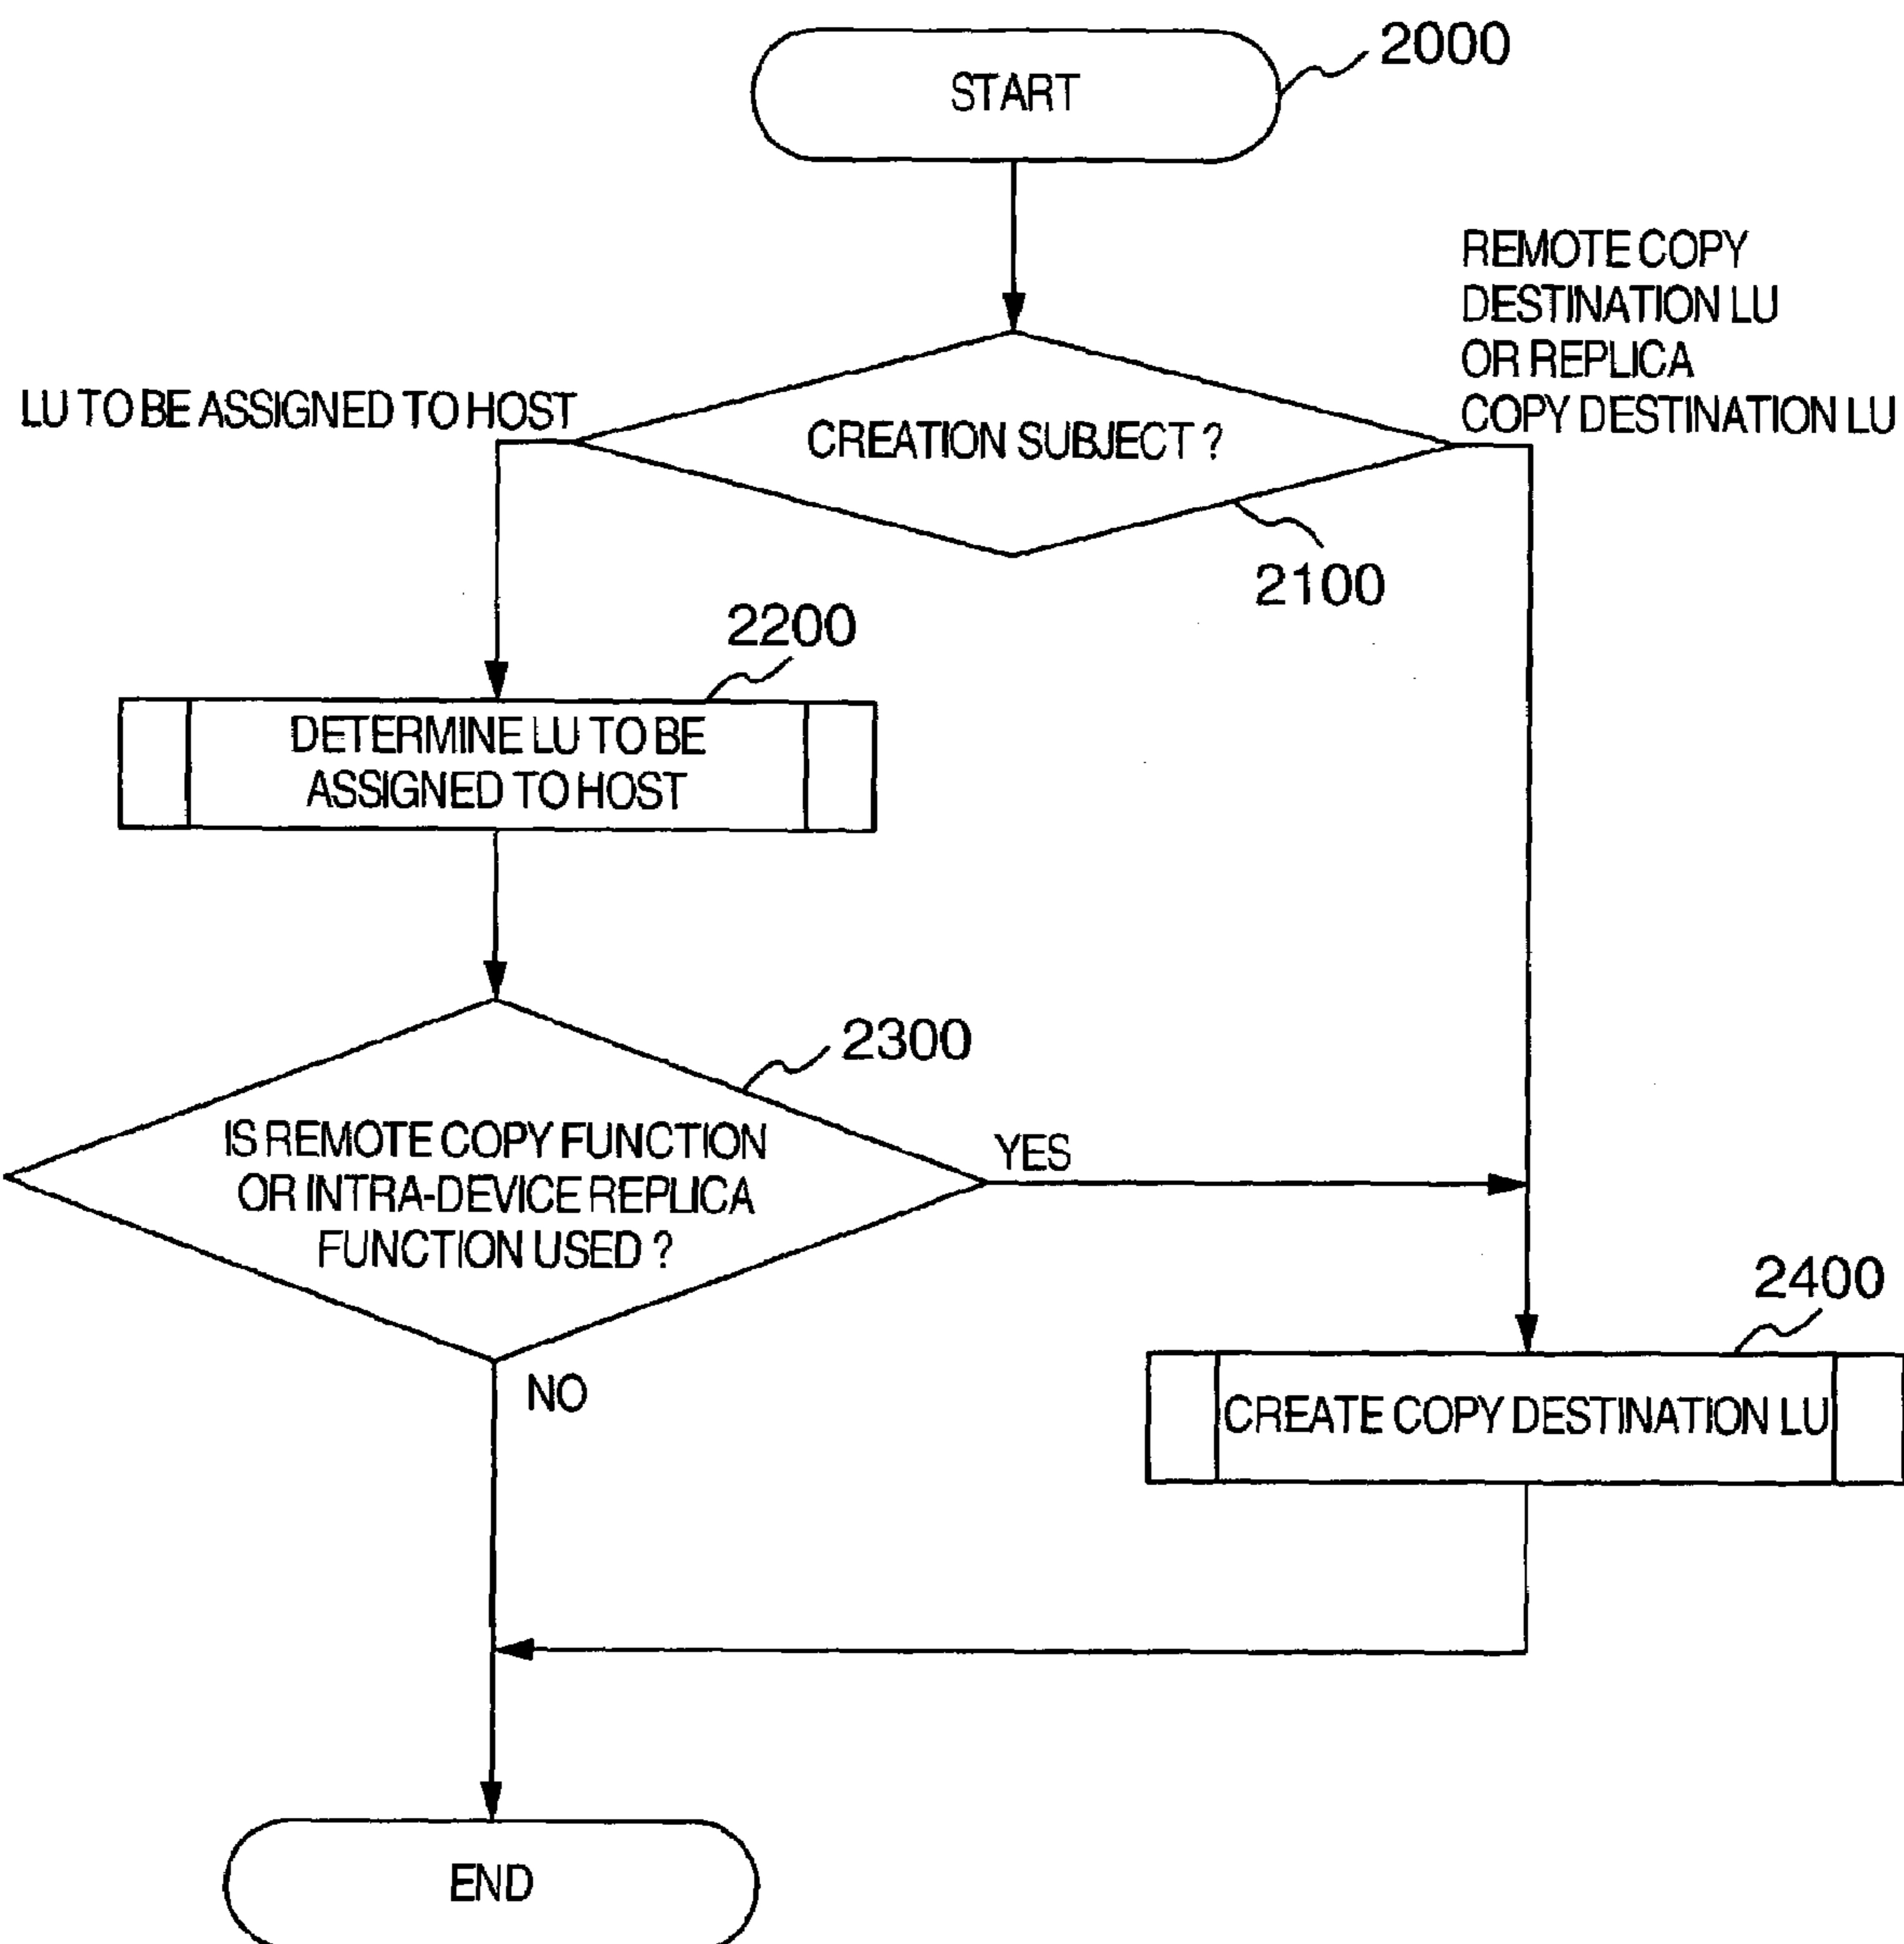 START
2000
REMOTE COPY
DESTINATION LU
OR REPLICA
COPY DESTINATION LU
LU TO BE ASSIGNED TO HOST
CREATION SUBJECT ?
2100
2200
DETERMINE LU TO BE
ASSIGNED TO HOST
2300
IS REMOTE COPY FUNCTION
OR INTRA-DEVICE REPLICA
FUNCTION USED ?
YES
NO
2400
CREATE COPY DESTINATION LU
END